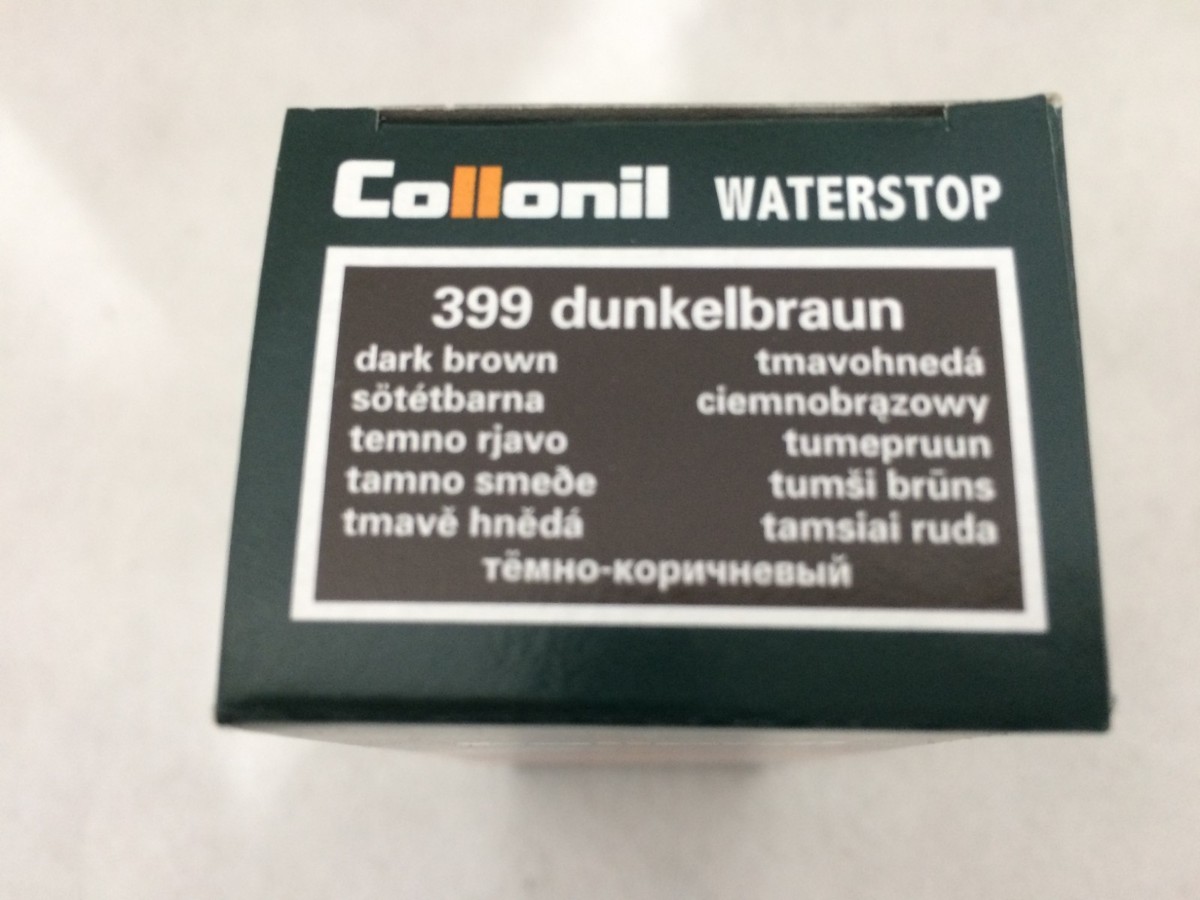 Collonil WATERSTOP
399 dunkelbraun
dark brown tmavohnedá
sötétbarna ciemnobrązowy
temno rjavo tumepruun
tamno smeðe tumši brūns
tmavě hnědá tamsiai ruda
тёмно-коричневый